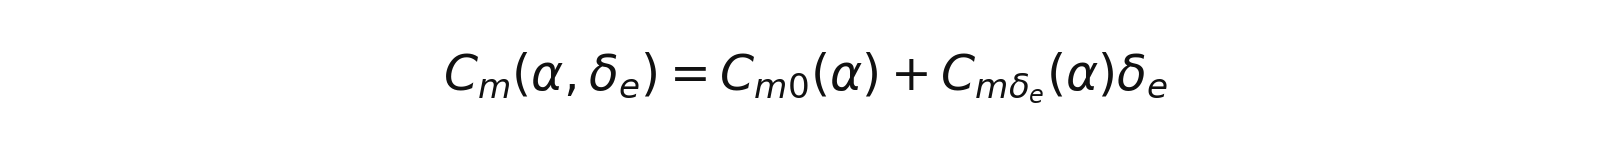 C_m(α, δ_e) = C_{m0}(α) + C_{mδ_e}(α)δ_e